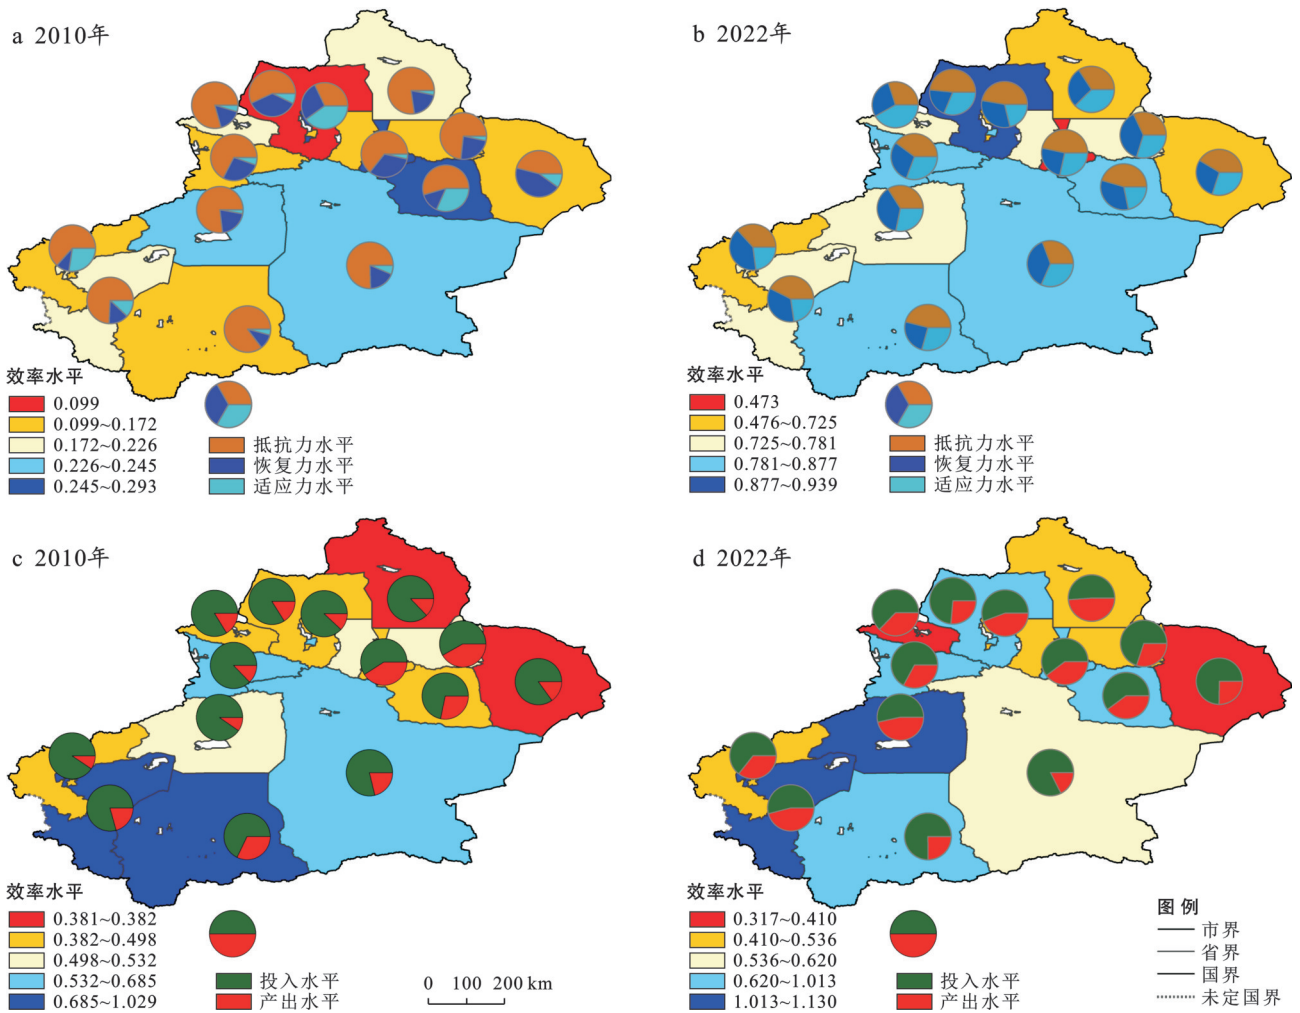 a 2010年
效率水平
0.099
0.099~0.172
0.172~0.226
0.226~0.245
0.245~0.293
抵抗力水平
恢复力水平
适应力水平
b 2022年
效率水平
0.473
0.476~0.725
0.725~0.781
0.781~0.877
0.877~0.939
抵抗力水平
恢复力水平
适应力水平
c 2010年
效率水平
0.381~0.382
0.382~0.498
0.498~0.532
0.532~0.685
0.685~1.029
投入水平
产出水平
0 100 200 km
d 2022年
效率水平
0.317~0.410
0.410~0.536
0.536~0.620
0.620~1.013
1.013~1.130
投入水平
产出水平
图例
市界
省界
国界
未定国界